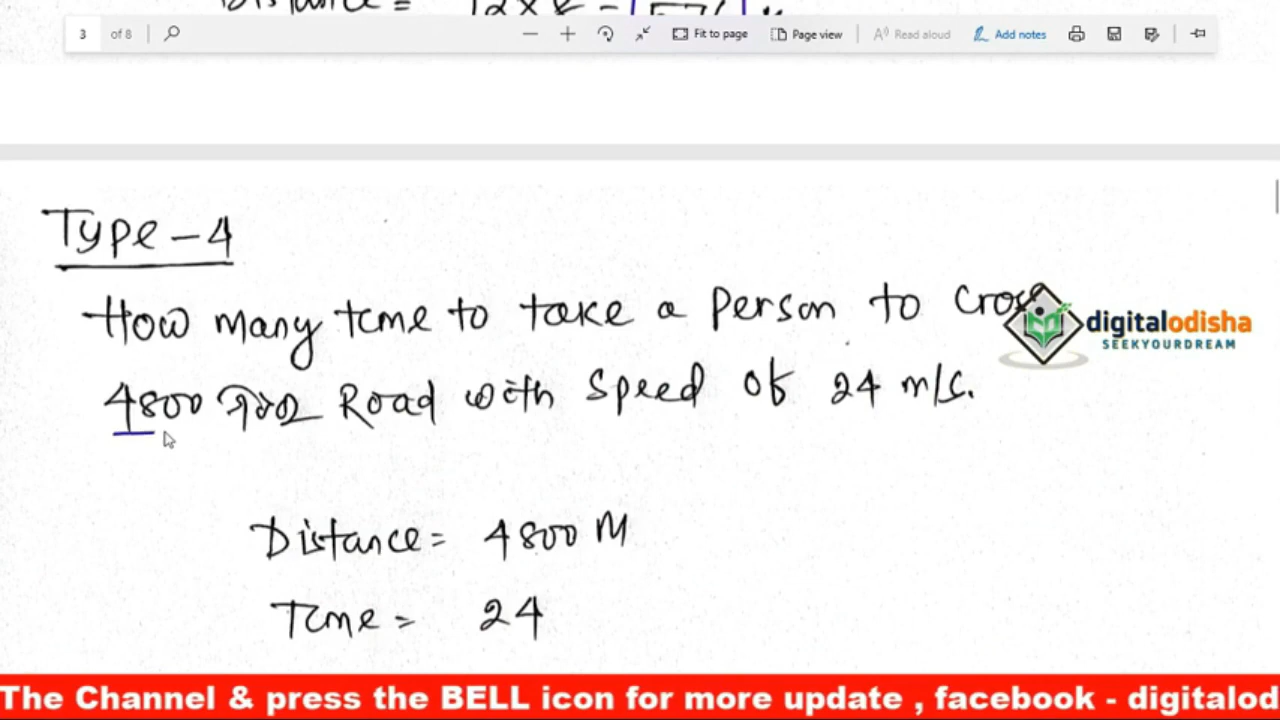 3 of 8 Fit to page Page view Read aloud Add notes
Type-4
How many time to take a Person to Cross
4800 ମିଟର Road with Speed of 24 m/s.
digitalodisha
SEEKYOURDREAM
Distance = 4800 M
Time = 24
The Channel & press the BELL icon for more update , facebook - digitalod